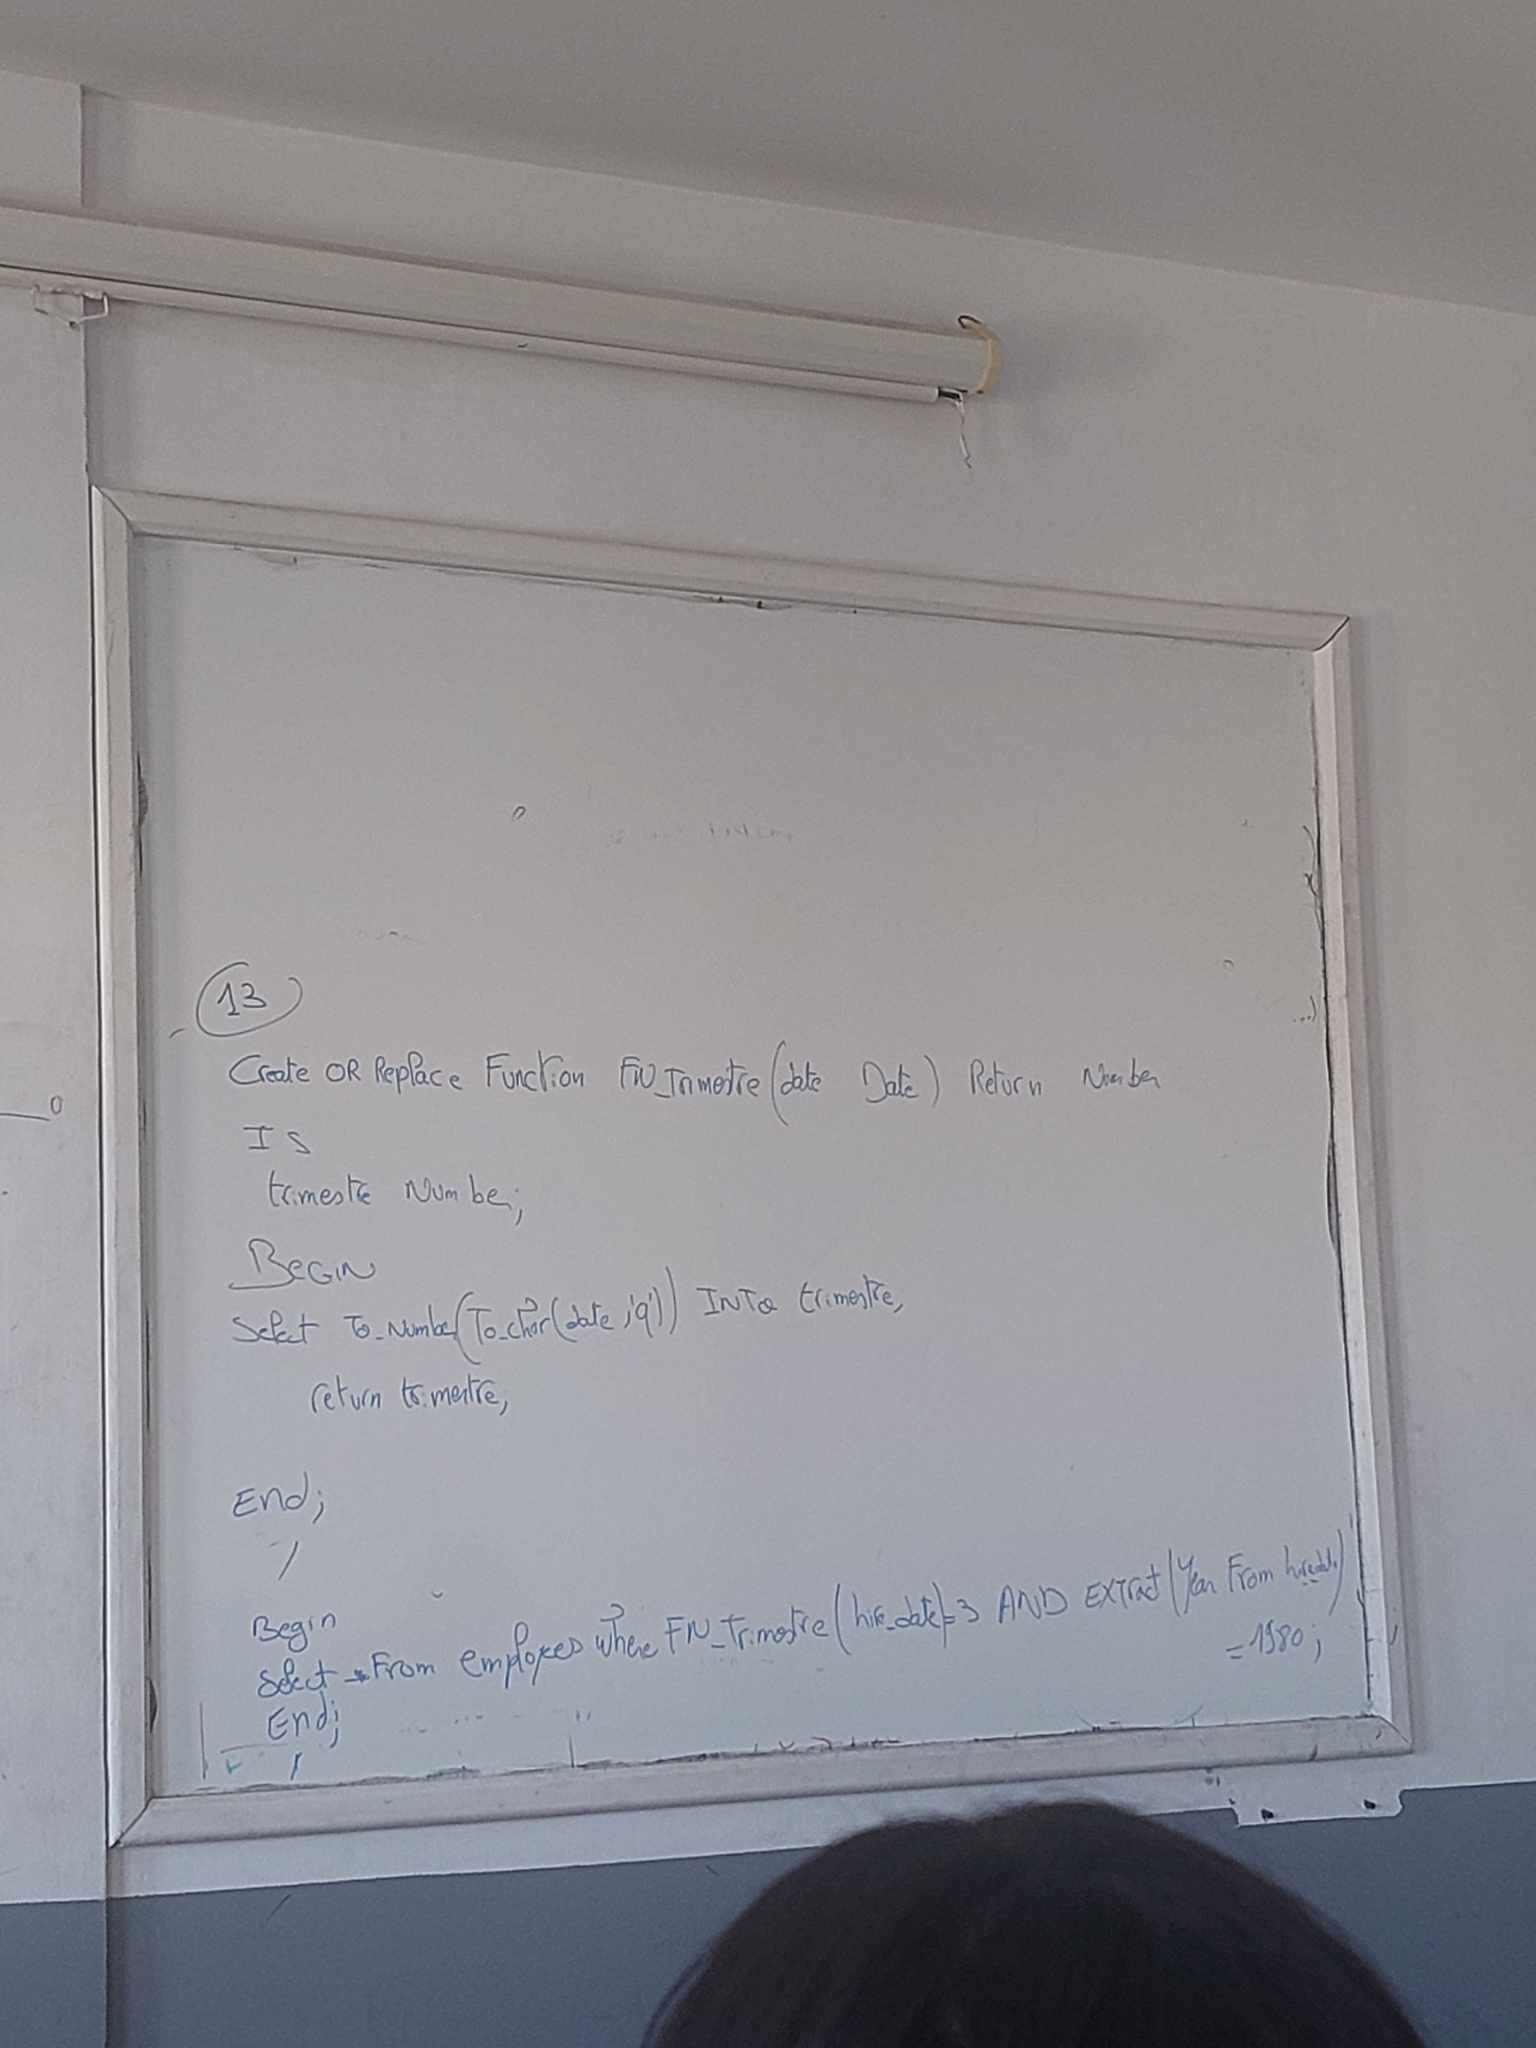 13
Create OR Replace Function FN_Trimestre(date Date) Return Number
IS
trimestre Number;
BEGIN
Select To_Number(To_char(date,'q')) INTO trimestre;
return trimestre;
End;
/
Begin
Select * From employees where FN_Trimestre(hire_date)=3 AND EXTract(Year From hiredate)
=1980;
End;
/